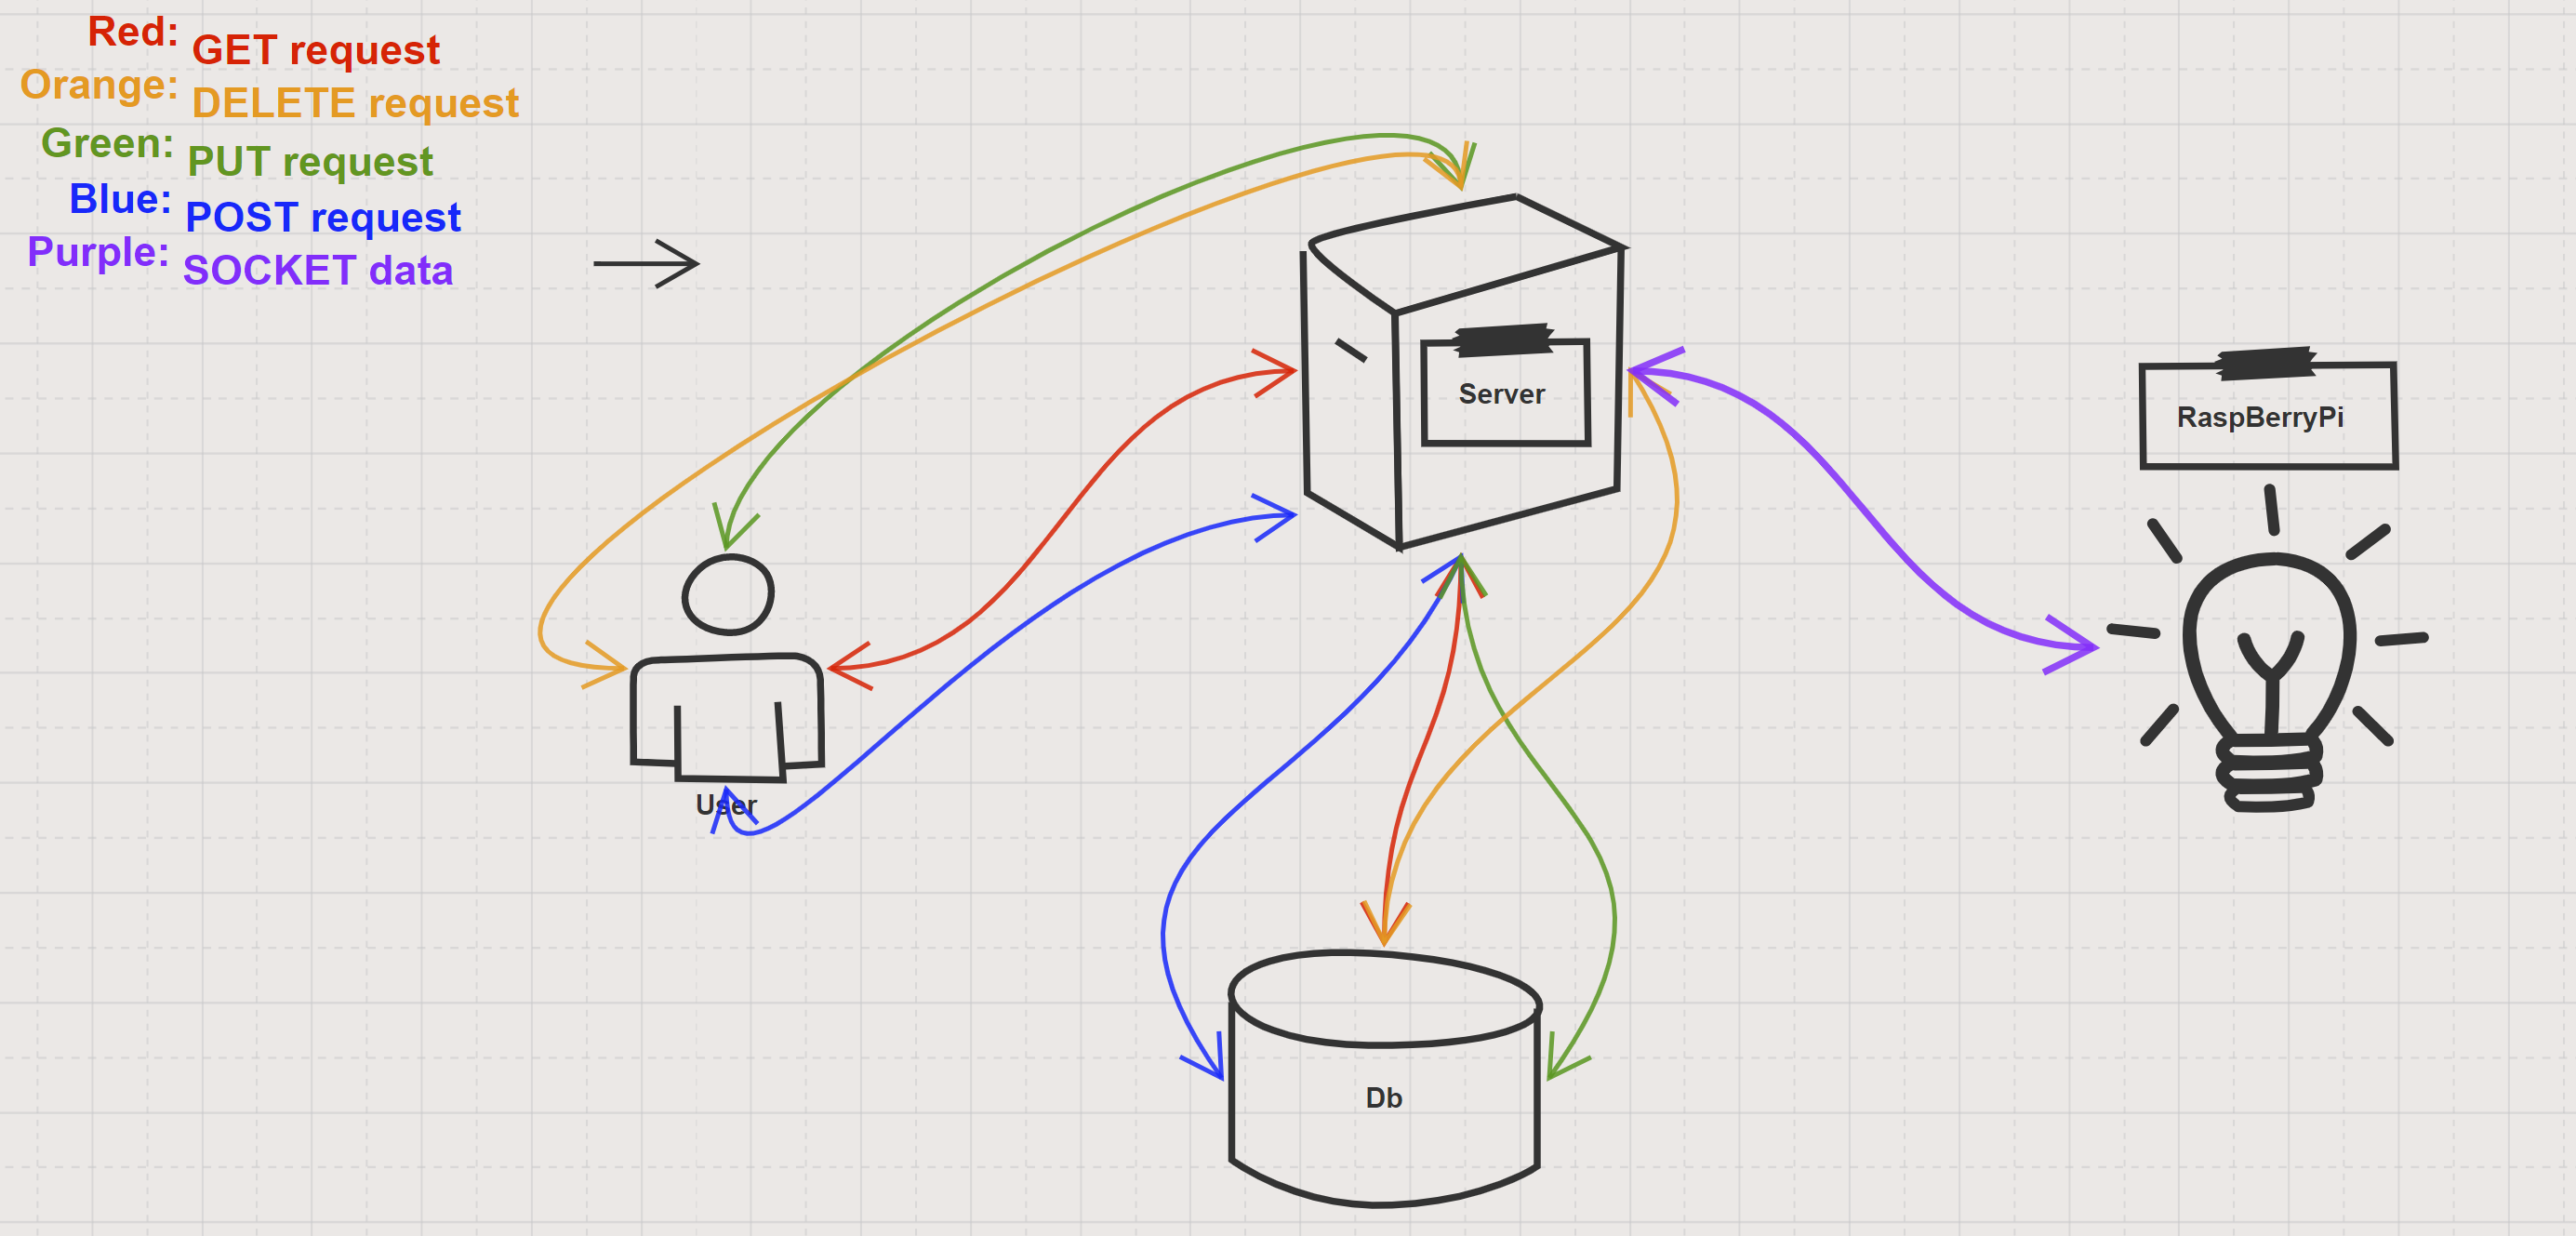 Red: GET request
Orange: DELETE request
Green: PUT request
Blue: POST request
Purple: SOCKET data
Server
RaspBerryPi
User
Db